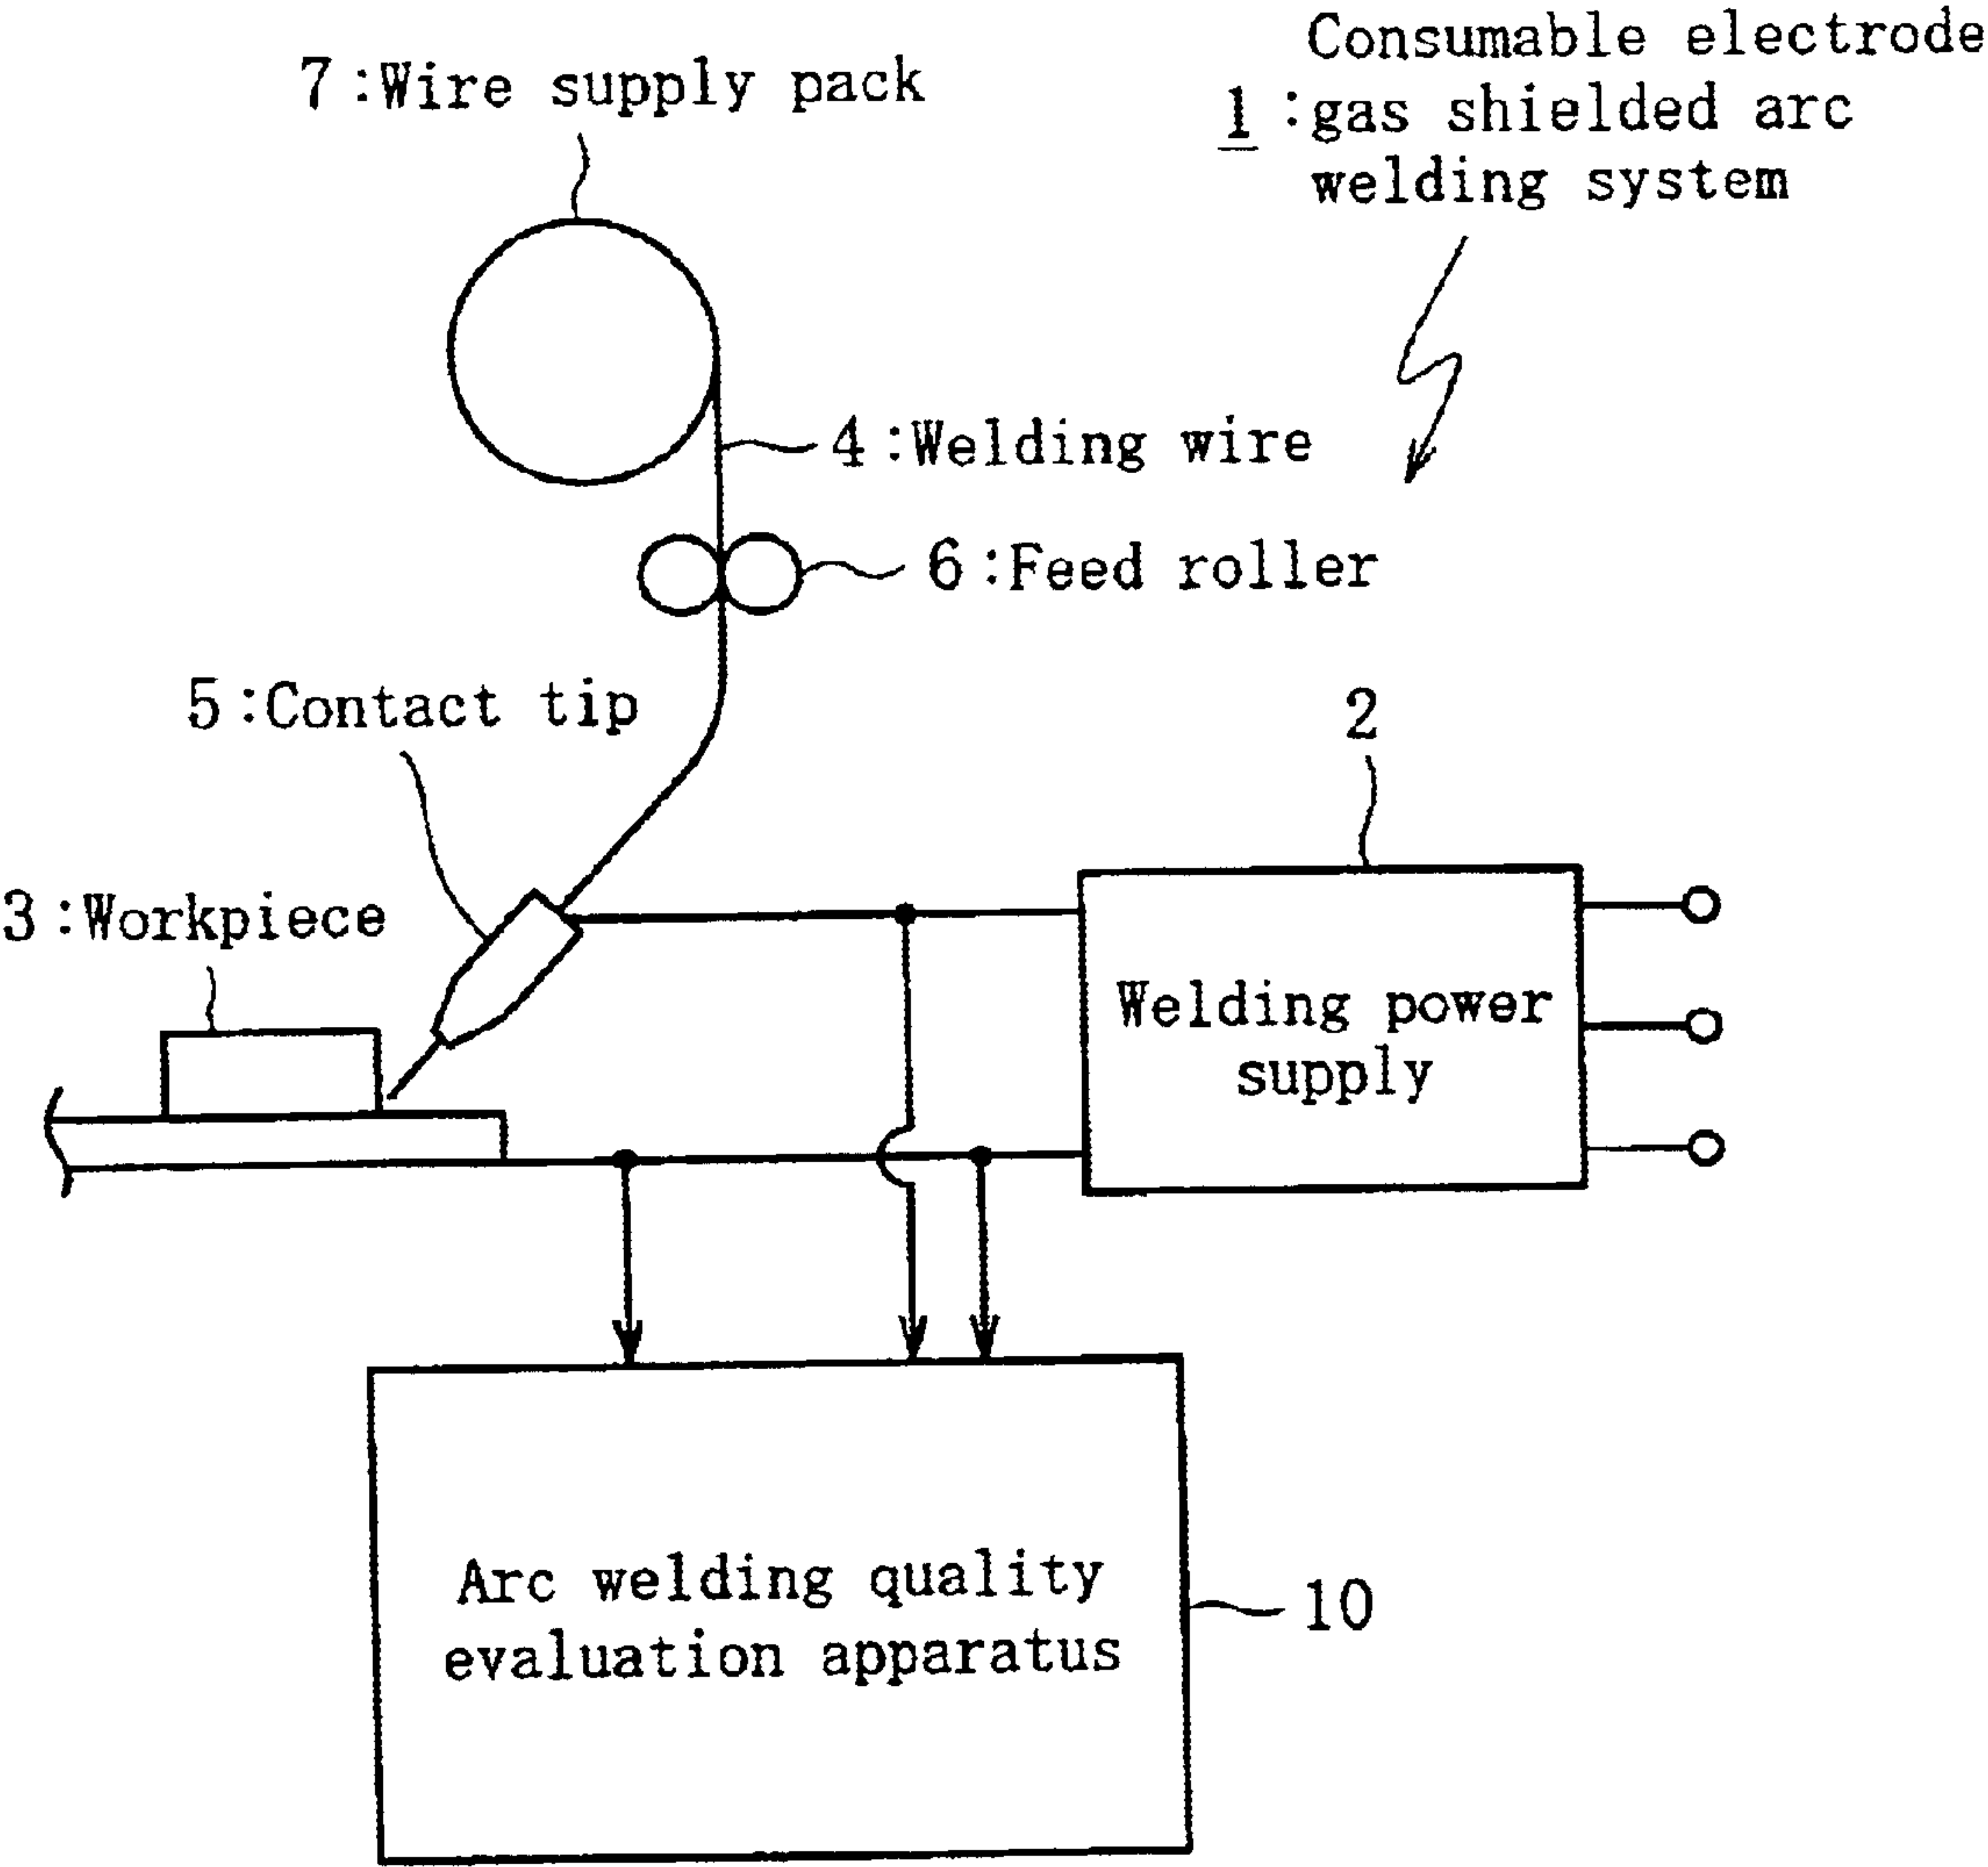 Consumable electrode
7:Wire supply pack
1:gas shielded arc
welding system
4:Welding wire
6:Feed roller
5:Contact tip
2
3:Workpiece
Welding power
supply
Arc welding quality
10
evaluation apparatus